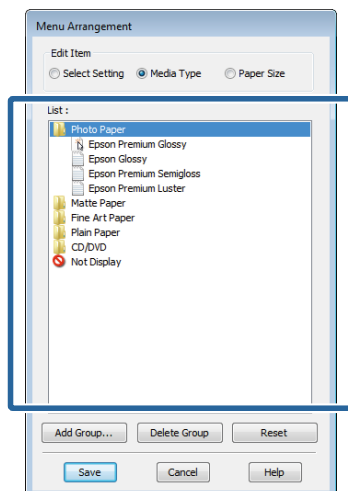 Menu Arrangement
Edit Item
Select Setting Media Type Paper Size
List :
Photo Paper
Epson Premium Glossy
Epson Glossy
Epson Premium Semigloss
Epson Premium Luster
Matte Paper
Fine Art Paper
Plain Paper
CD/DVD
Not Display
Add Group... Delete Group Reset
Save Cancel Help